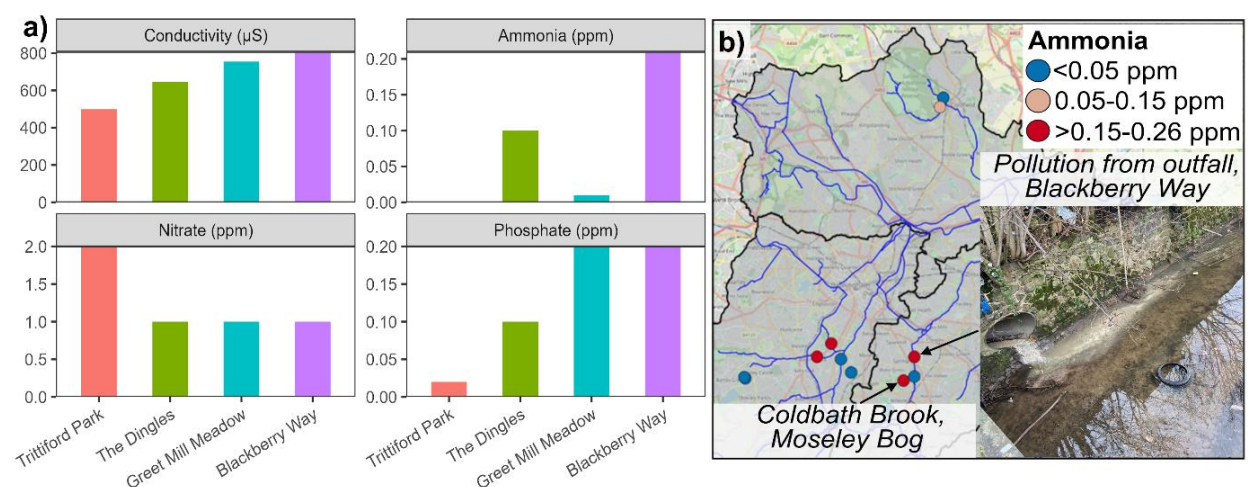 a)
Conductivity (µS)
800
600
400
200
0
Ammonia (ppm)
0.20
0.15
0.10
0.05
0.00
Nitrate (ppm)
2.0
1.5
1.0
0.5
0.0
Phosphate (ppm)
0.20
0.15
0.10
0.05
0.00
Trittiford Park
The Dingles
Greet Mill Meadow
Blackberry Way
Trittiford Park
The Dingles
Greet Mill Meadow
Blackberry Way
b)
Ammonia
<0.05 ppm
0.05-0.15 ppm
>0.15-0.26 ppm
Pollution from outfall,
Blackberry Way
Coldbath Brook,
Moseley Bog